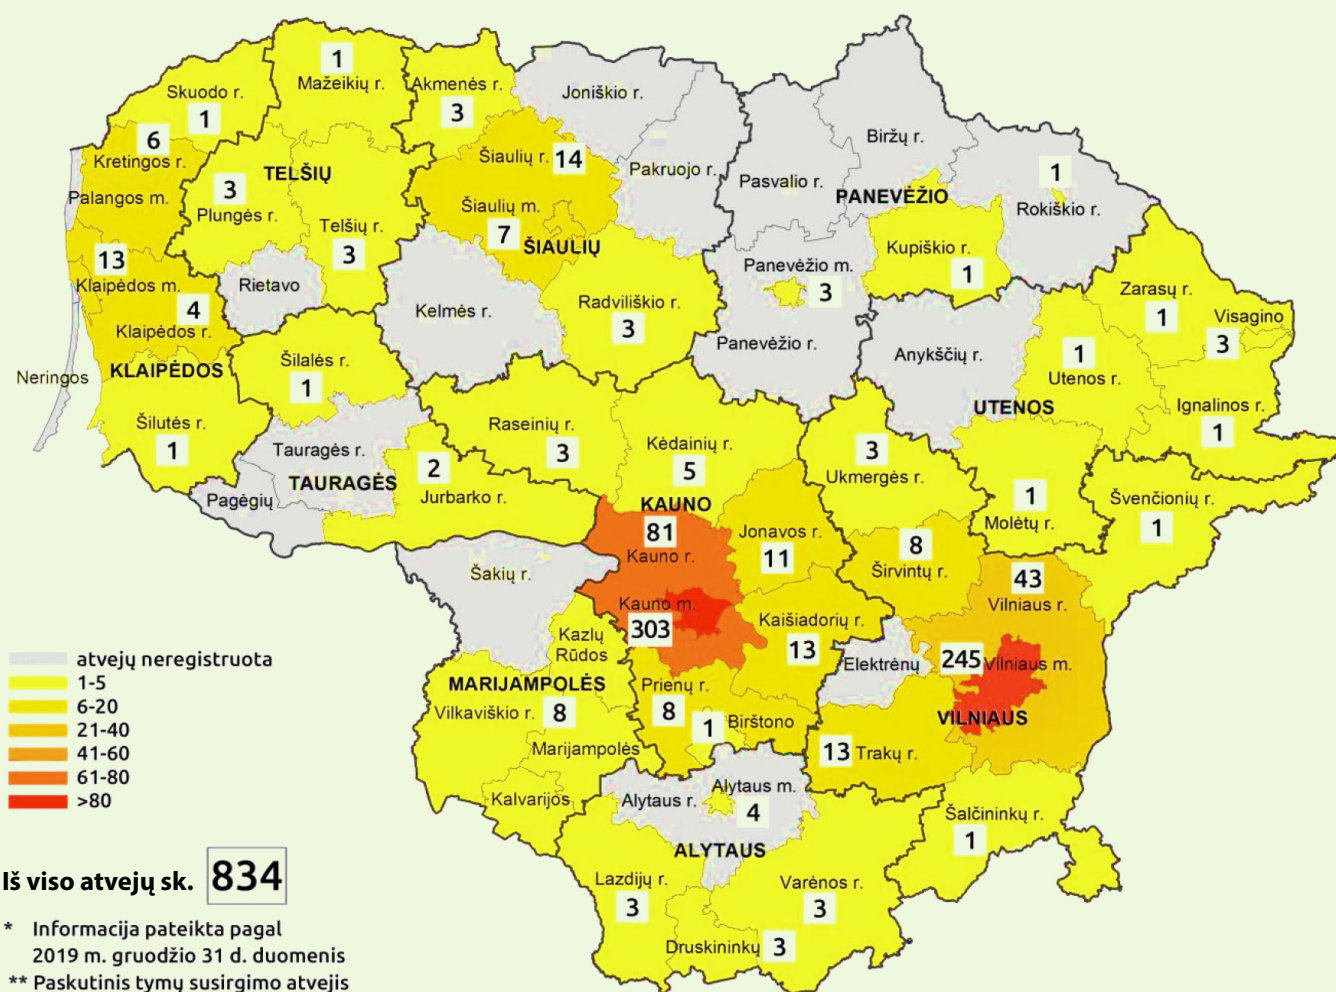 1
Mažeikių r.
Akmenės r.
3
Skuodo r.
1
Joniškio r.
Biržų r.
6
Kretingos r.
Palangos m.
TELŠIŲ
3
Plungės r.
Telšių r.
3
Šiaulių r.
14
Šiaulių m.
7
ŠIAULIŲ
Pakruojo r.
Pasvalio r.
PANEVĖŽIO
1
Rokiškio r.
Kupiškio r.
1
13
Klaipėdos m.
4
Klaipėdos r.
KLAIPĖDOS
Neringos
Rietavo
Kelmės r.
Radviliškio r.
3
Panevėžio m.
3
Panevėžio r.
Anykščių r.
Zarasų r.
1
Visagino
3
1
Utenos r.
UTENOS
Ignalinos r.
1
Šilalės r.
1
Šilutės r.
1
Tauragės r.
TAURAGĖS
Pagėgių
2
Jurbarko r.
Raseinių r.
3
Kėdainių r.
5
KAUNO
81
Kauno r.
Kauno m.
303
Jonavos r.
11
3
Ukmergės r.
1
Molėtų r.
Švenčionių r.
1
8
Širvintų r.
43
Vilniaus r.
245
Vilniaus m.
VILNIAUS
Šakių r.
Kazlų
Rūdos
Kaišiadorių r.
13
Elektrėnų
MARIJAMPOLĖS
Vilkaviškio r.
8
Marijampolės
Kalvarijos
Prienų r.
8
1
Birštono
13
Trakų r.
Alytaus r.
Alytaus m.
4
ALYTAUS
Šalčininkų r.
1
Lazdijų r.
3
Varėnos r.
3
Druskininkų
3
atvejų neregistruota
1-5
6-20
21-40
41-60
61-80
>80
Iš viso atvejų sk. 834
* Informacija pateikta pagal
2019 m. gruodžio 31 d. duomenis
** Paskutinis tymų susirgimo atvejis